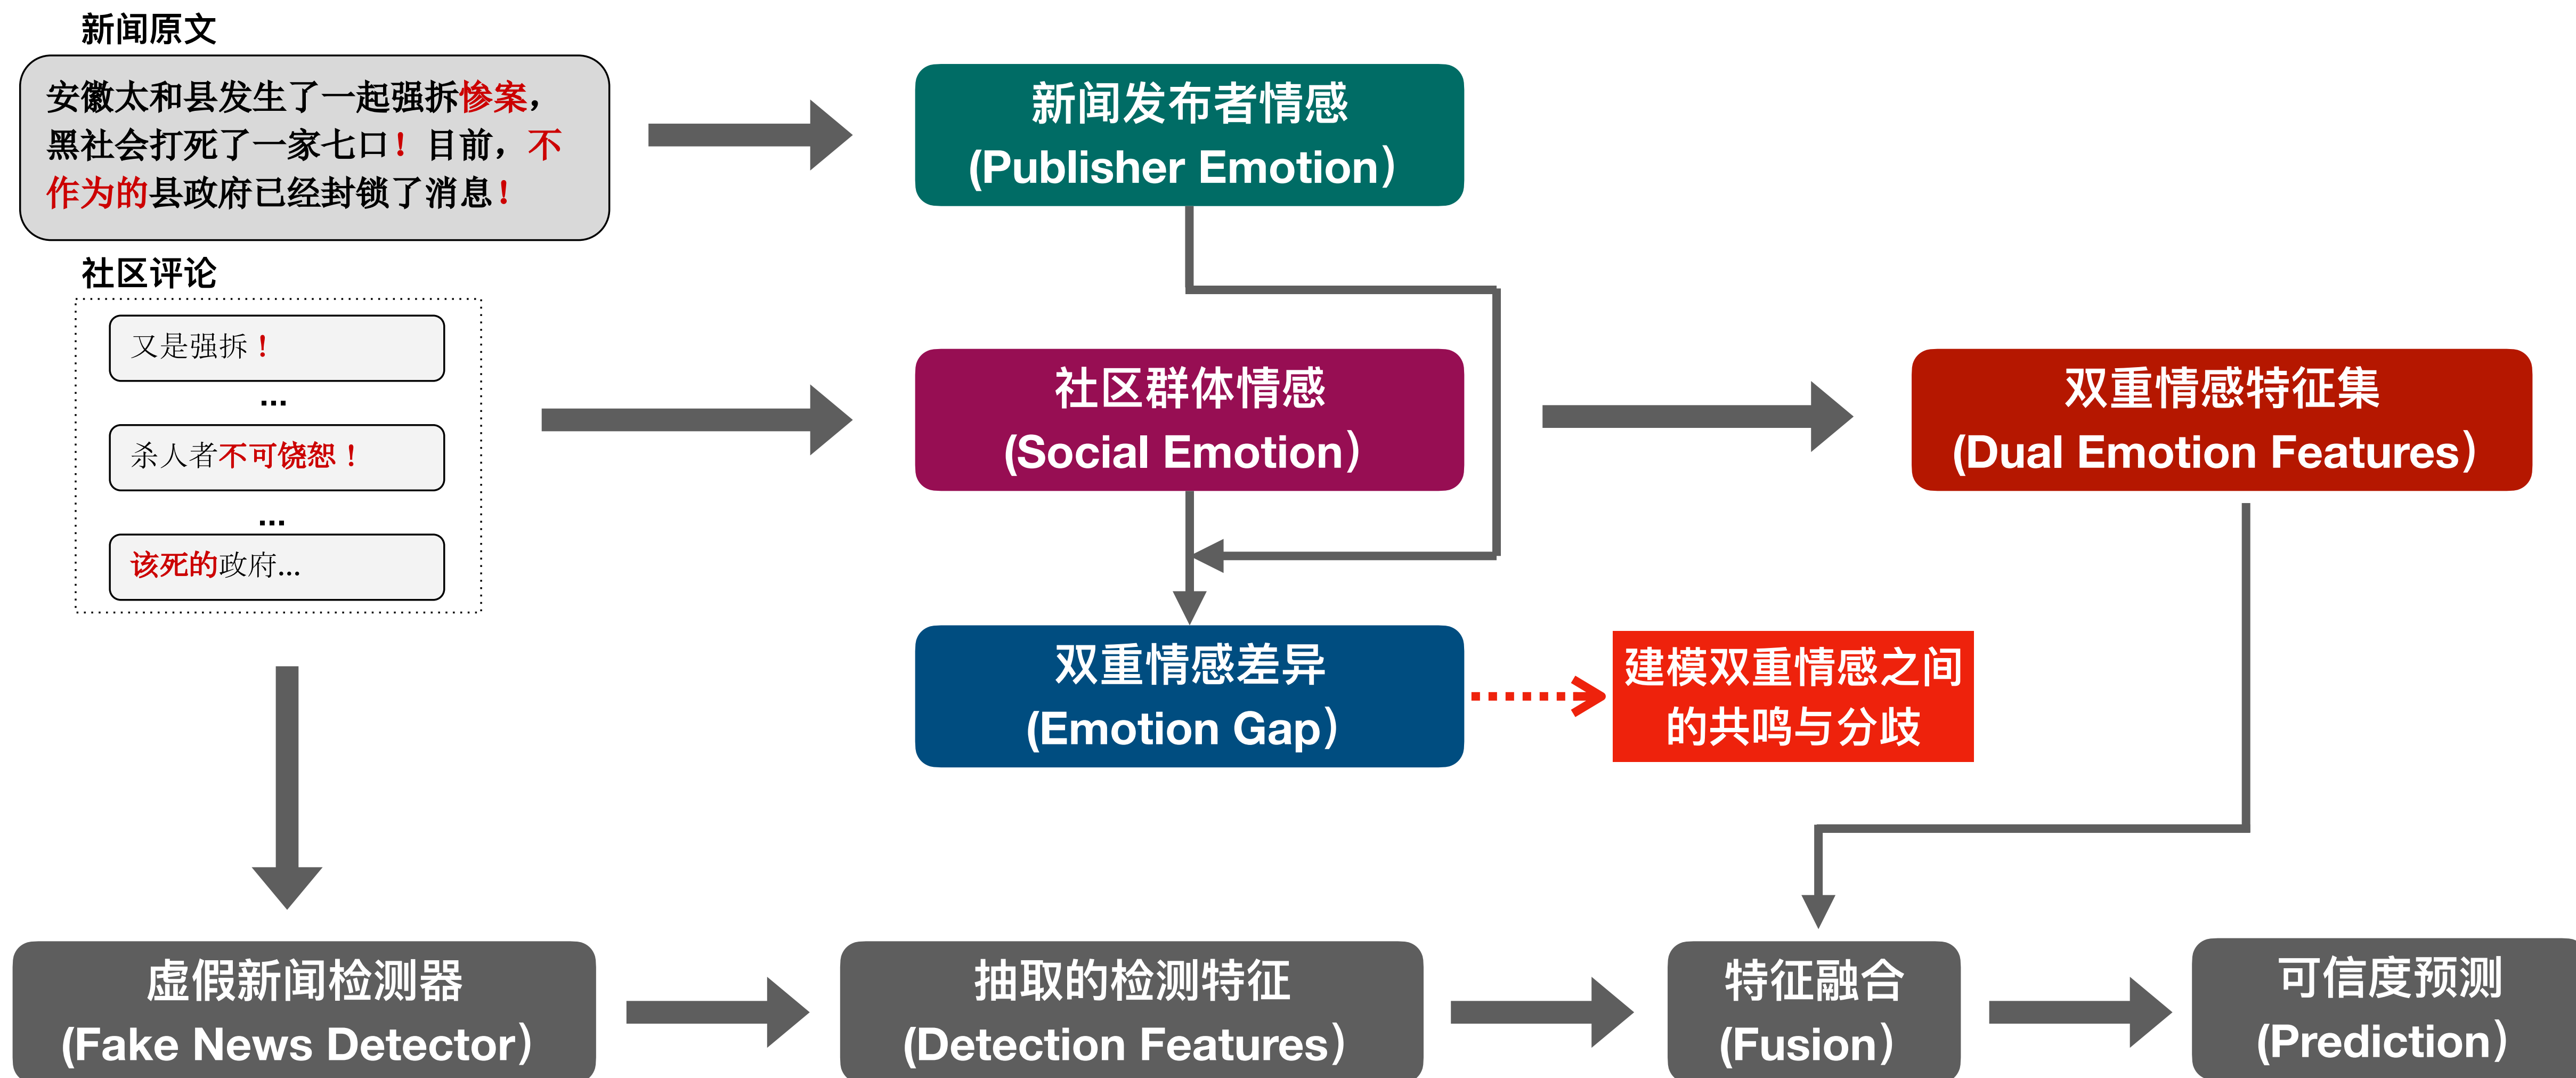 新闻原文
安徽太和县发生了一起强拆惨案，
黑社会打死了一家七口！目前，不
作为的县政府已经封锁了消息！
社区评论
又是强拆！
...
杀人者不可饶恕！
...
该死的政府...
新闻发布者情感
(Publisher Emotion）
社区群体情感
(Social Emotion）
双重情感差异
(Emotion Gap）
建模双重情感之间
的共鸣与分歧
双重情感特征集
(Dual Emotion Features）
虚假新闻检测器
(Fake News Detector）
抽取的检测特征
(Detection Features）
特征融合
(Fusion）
可信度预测
(Prediction）